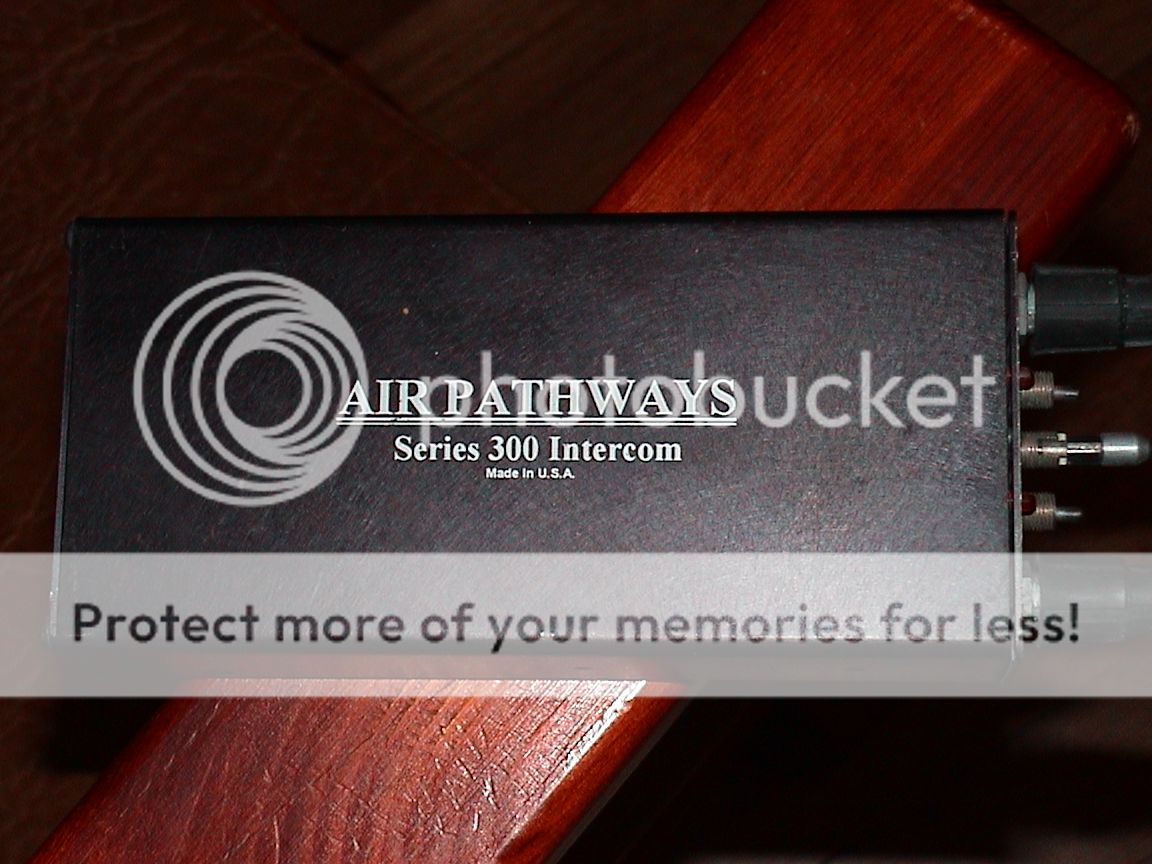 AIR PATHWAYS
photobucket
Series 300 Intercom
Made In U.S.A.
Protect more of your memories for less!